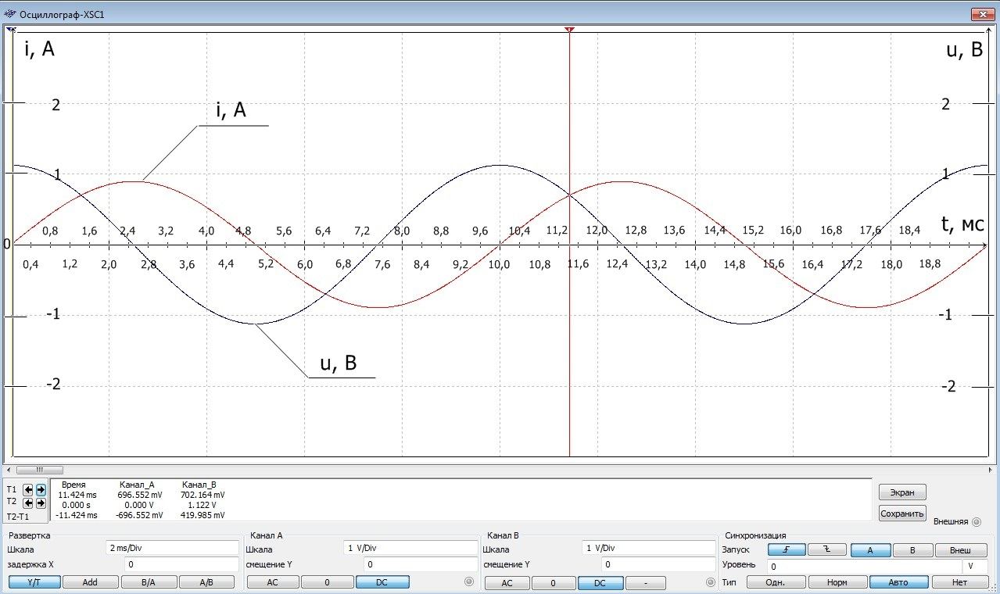 Осциллограф-XSC1
i, А
u, В
2
2
i, А
1
1
0,8 1,6 2,4 3,2 4,0 4,8 5,6 6,4 7,2 8,0 8,8 9,6 10,4 11,2 12,0 12,8 13,6 14,4 15,2 16,0 16,8 17,6 18,4
t, мс
0
0,4 1,2 2,0 2,8 3,6 4,4 5,2 6,0 6,8 7,6 8,4 9,2 10,0 10,8 11,6 12,4 13,2 14,0 14,8 15,6 16,4 17,2 18,0 18,8
-1
-1
u, В
-2
-2
T1
T2
T2-T1
Время Канал_A Канал_B
11.424 ms 696.552 mV 702.164 mV
0.000 s 0.000 V 1.122 V
-11.424 ms -696.552 mV 419.985 mV
Экран
Сохранить
Внешняя
Развертка
Шкала 2 ms/Div
задержка X 0
Y/T Add B/A A/B
Канал A
Шкала 1 V/Div
смещение Y 0
AC 0 DC
Канал B
Шкала 1 V/Div
смещение Y 0
AC 0 DC -
Синхронизация
Запуск A B Внеш
Уровень 0 V
Тип Одн. Норм Авто Нет